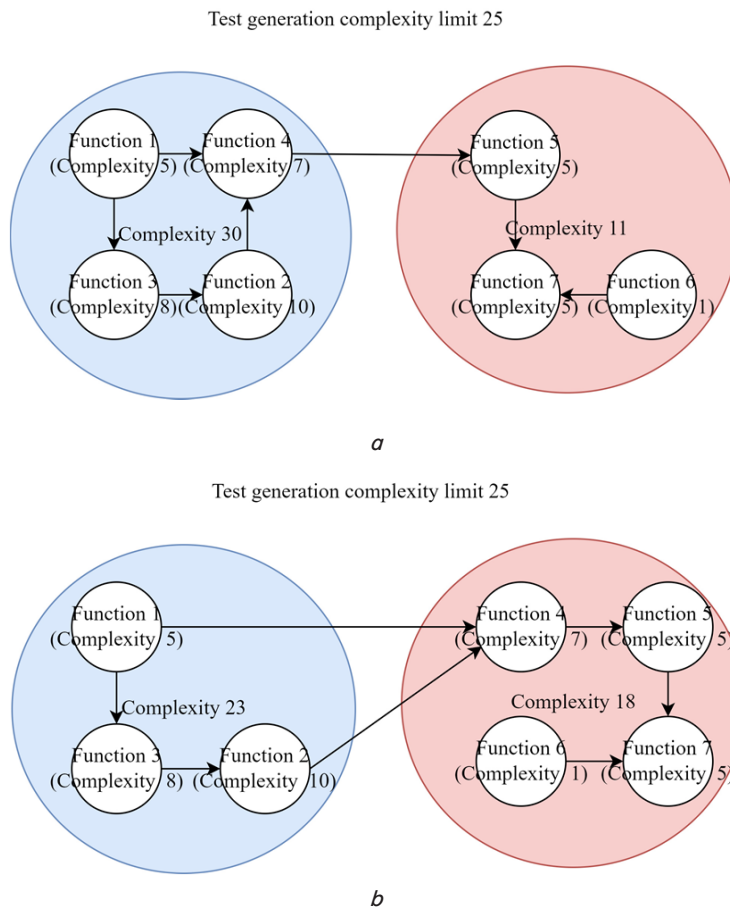 Test generation complexity limit 25
Function 1
(Complexity 5)
Function 4
(Complexity 7)
Function 5
(Complexity 5)
Complexity 30
Complexity 11
Function 3
(Complexity 8)
Function 2
(Complexity 10)
Function 7
(Complexity 5)
Function 6
(Complexity 1)
a
Test generation complexity limit 25
Function 1
(Complexity 5)
Function 4
(Complexity 7)
Function 5
(Complexity 5)
Complexity 23
Complexity 18
Function 3
(Complexity 8)
Function 2
(Complexity 10)
Function 6
(Complexity 1)
Function 7
(Complexity 5)
b